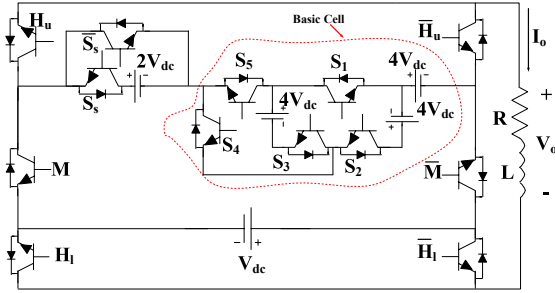 Basic Cell
H̅u
Hu
Io
S̅s
2Vdc
S5
S1
4Vdc
+
Ss
4Vdc
4Vdc
R
Vo
S4
S3
S2
M
M̅
L
-
Hl
- +
Vdc
H̅l